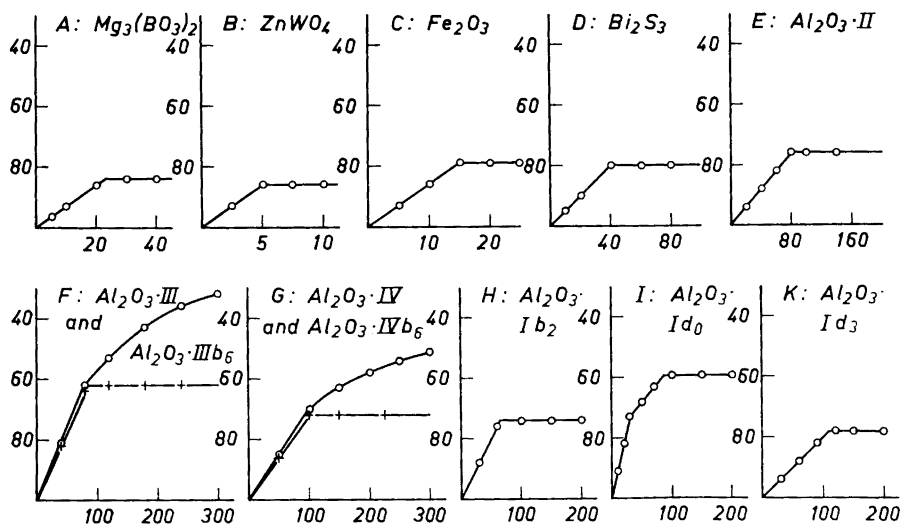 A: Mg₃(BO₃)₂
40
60
80
20 40
B: ZnWO₄
40
60
80
5 10
C: Fe₂O₃
40
60
80
10 20
D: Bi₂S₃
40
60
80
40 80
E: Al₂O₃·II
40
60
80
80 160
F: Al₂O₃·III
and
Al₂O₃·IIIb₆
40
60
80
100 200 300
G: Al₂O₃·IV
and Al₂O₃·IVb₆
40
60
80
100 200 300
H: Al₂O₃·
Ib₂
40
60
80
100 200
I: Al₂O₃·
Id₀
40
60
80
100 200
K: Al₂O₃·
Id₃
40
60
80
100 200